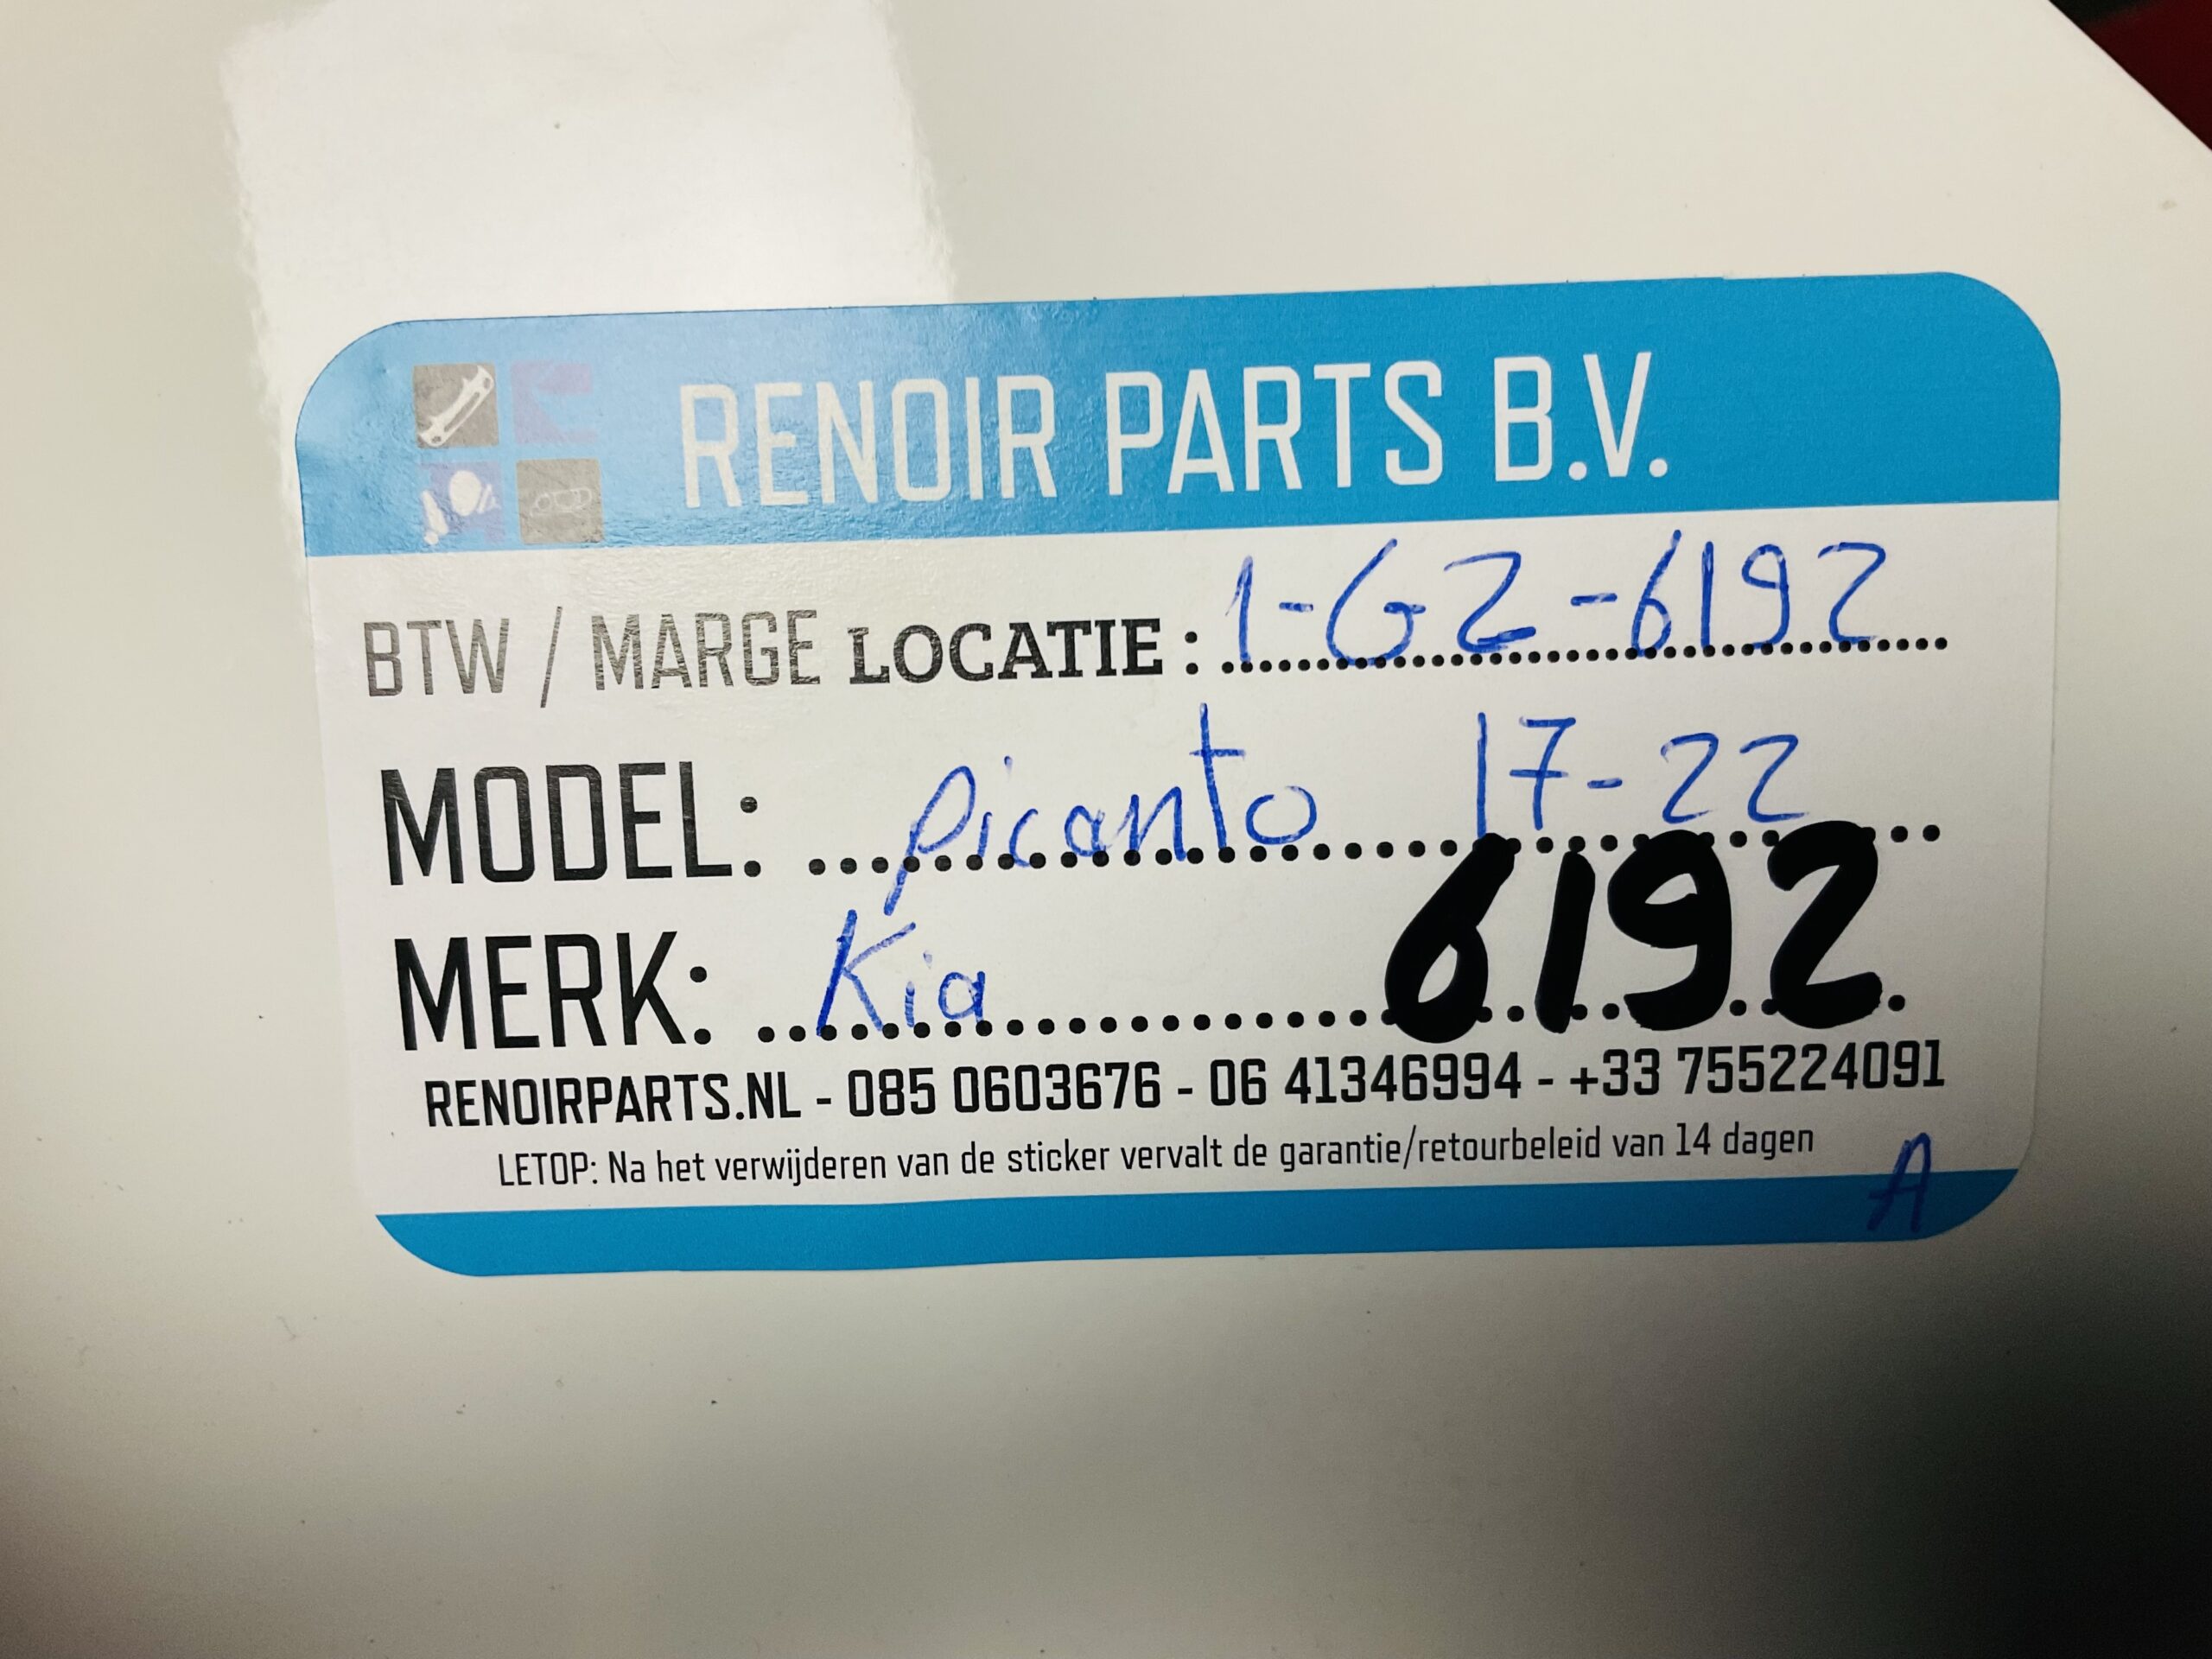 RENOIR PARTS B.V.
BTW / MARGE LOCATIE : 1-G2-6192
MODEL: picanto 17-22
MERK: Kia 6192
RENOIRPARTS.NL - 085 0603676 - 06 41346994 - +33 755224091
LETOP: Na het verwijderen van de sticker vervalt de garantie/retourbeleid van 14 dagen
A